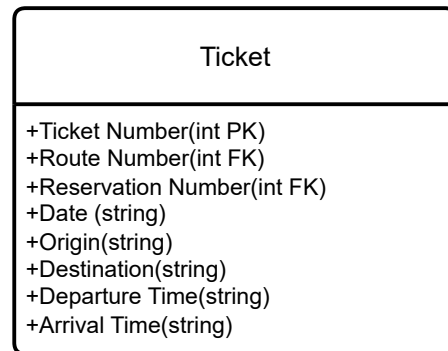 Ticket
+Ticket Number(int PK)
+Route Number(int FK)
+Reservation Number(int FK)
+Date (string)
+Origin(string)
+Destination(string)
+Departure Time(string)
+Arrival Time(string)